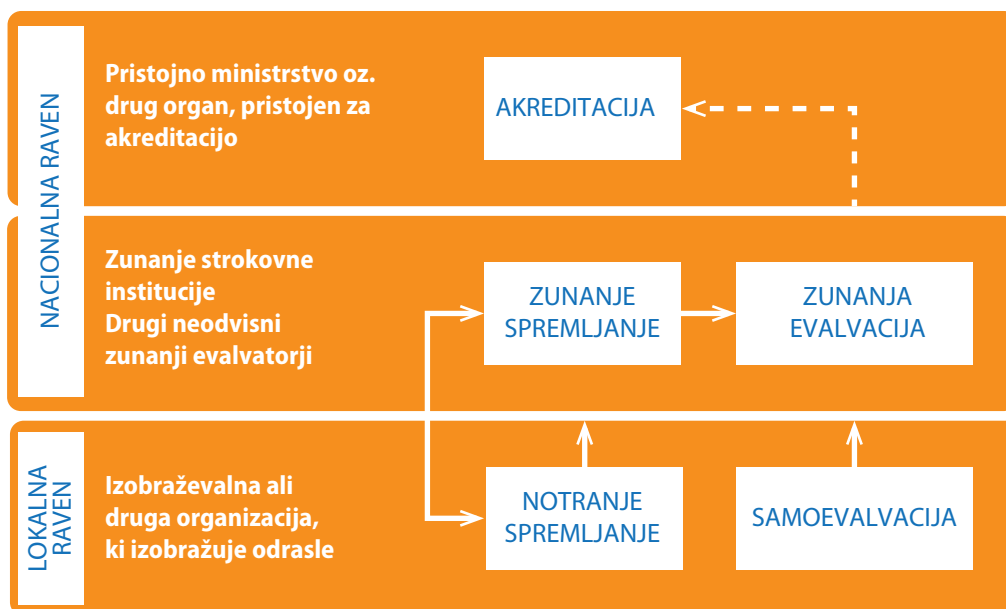 NACIONALNA RAVEN
Pristojno ministrstvo oz.
drug organ, pristojen za
akreditacijo
AKREDITACIJA
Zunanje strokovne
institucije
Drugi neodvisni
zunanji evalvatorji
ZUNANJE
SPREMLJANJE
ZUNANJA
EVALVACIJA
LOKALNA
RAVEN
Izobraževalna ali
druga organizacija,
ki izobražuje odrasle
NOTRANJE
SPREMLJANJE
SAMOEVALVACIJA